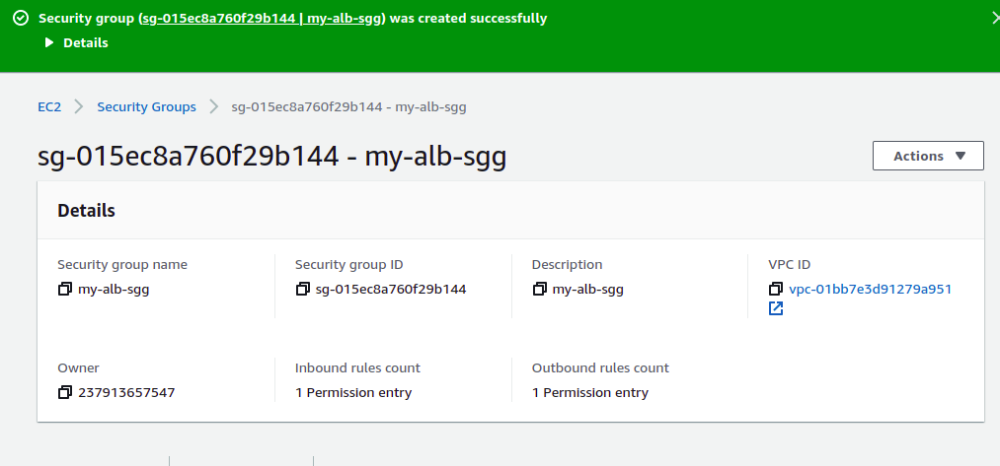 Security group (sg-015ec8a760f29b144 | my-alb-sgg) was created successfully
Details
EC2 Security Groups sg-015ec8a760f29b144 - my-alb-sgg
sg-015ec8a760f29b144 - my-alb-sgg
Actions
Details
Security group name
my-alb-sgg
Security group ID
sg-015ec8a760f29b144
Description
my-alb-sgg
VPC ID
vpc-01bb7e3d91279a951
Owner
237913657547
Inbound rules count
1 Permission entry
Outbound rules count
1 Permission entry